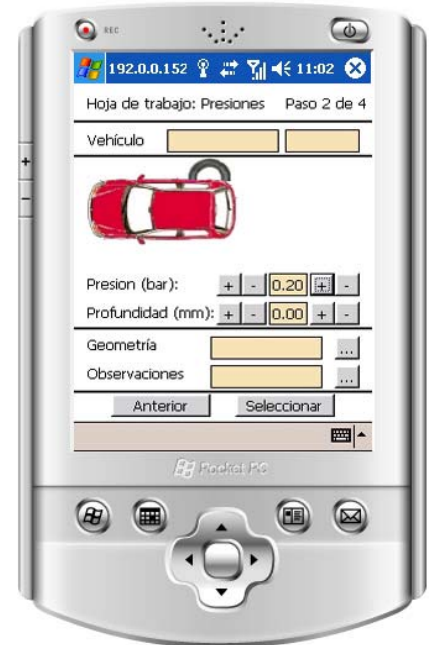 REC
192.0.0.152 11:02
Hoja de trabajo: Presiones Paso 2 de 4
Vehículo
Presion (bar): + - 0.20 + -
Profundidad (mm): + - 0.00 + -
Geometría ...
Observaciones ...
Anterior Seleccionar
Pocket PC